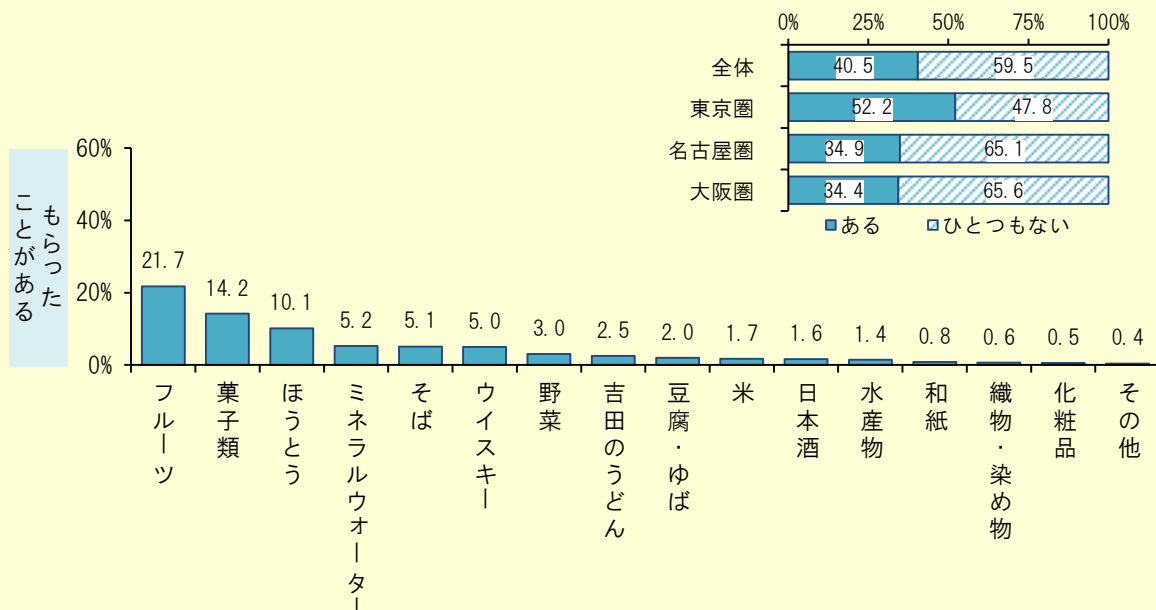 0% 25% 50% 75% 100%
全体 40.5 59.5
東京圏 52.2 47.8
名古屋圏 34.9 65.1
大阪圏 34.4 65.6
ある ひとつもない
もらった
ことがある
60%
40%
20%
0%
21.7 14.2 10.1 5.2 5.1 5.0 3.0 2.5 2.0 1.7 1.6 1.4 0.8 0.6 0.5 0.4
フルーツ
菓子類
ほうとう
ミネラルウオーター
そば
ウイスキー
野菜
吉田のうどん
豆腐・ゆば
米
日本酒
水産物
和紙
織物・染め物
化粧品
その他